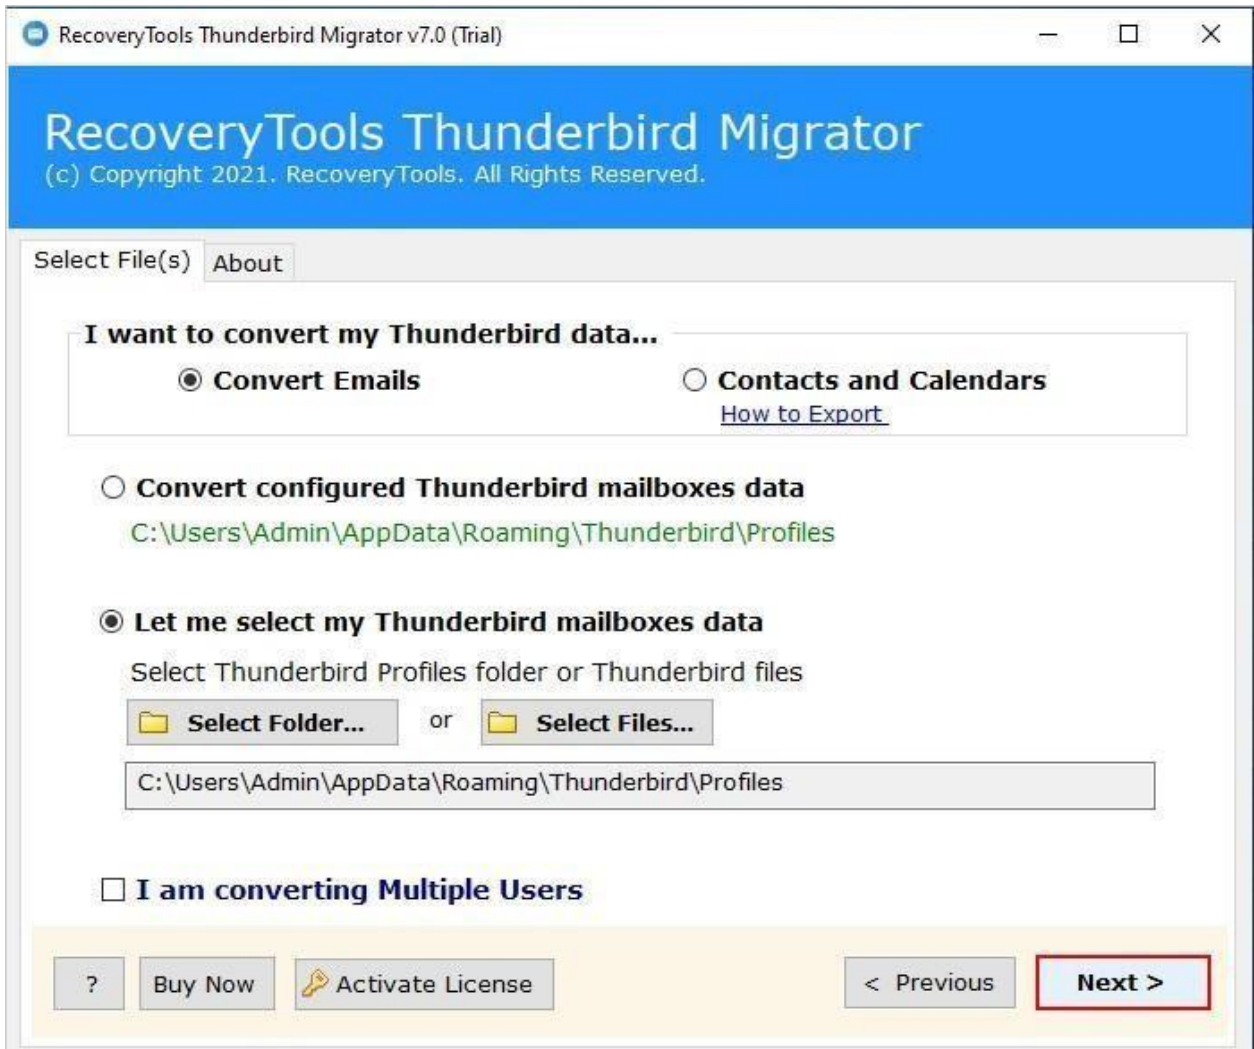 RecoveryTools Thunderbird Migrator v7.0 (Trial)
RecoveryTools Thunderbird Migrator
(c) Copyright 2021. RecoveryTools. All Rights Reserved.
Select File(s) About
I want to convert my Thunderbird data...
Convert Emails Contacts and Calendars
How to Export
Convert configured Thunderbird mailboxes data
C:\Users\Admin\AppData\Roaming\Thunderbird\Profiles
Let me select my Thunderbird mailboxes data
Select Thunderbird Profiles folder or Thunderbird files
Select Folder... or Select Files...
C:\Users\Admin\AppData\Roaming\Thunderbird\Profiles
I am converting Multiple Users
? Buy Now Activate License < Previous Next >